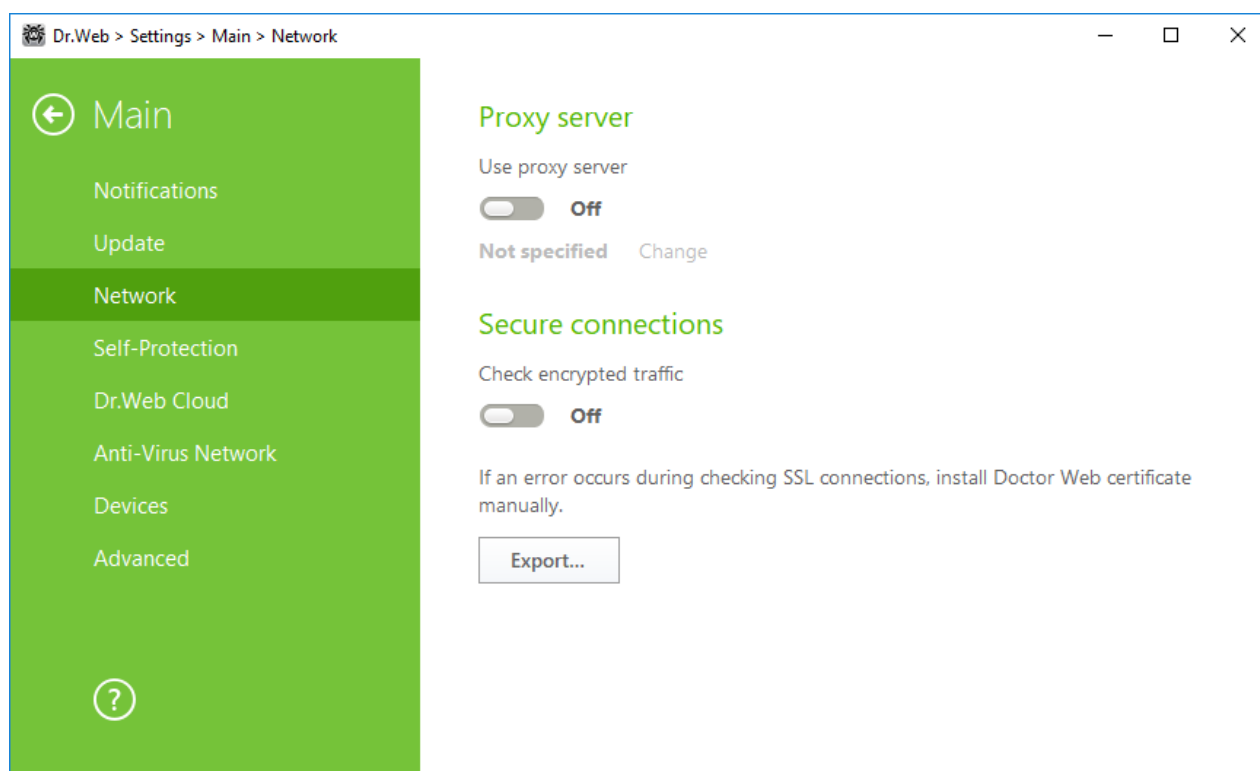 Dr.Web > Settings > Main > Network
Main
Notifications
Update
Network
Self-Protection
Dr.Web Cloud
Anti-Virus Network
Devices
Advanced
?
Proxy server
Use proxy server
Off
Not specified Change
Secure connections
Check encrypted traffic
Off
If an error occurs during checking SSL connections, install Doctor Web certificate
manually.
Export...